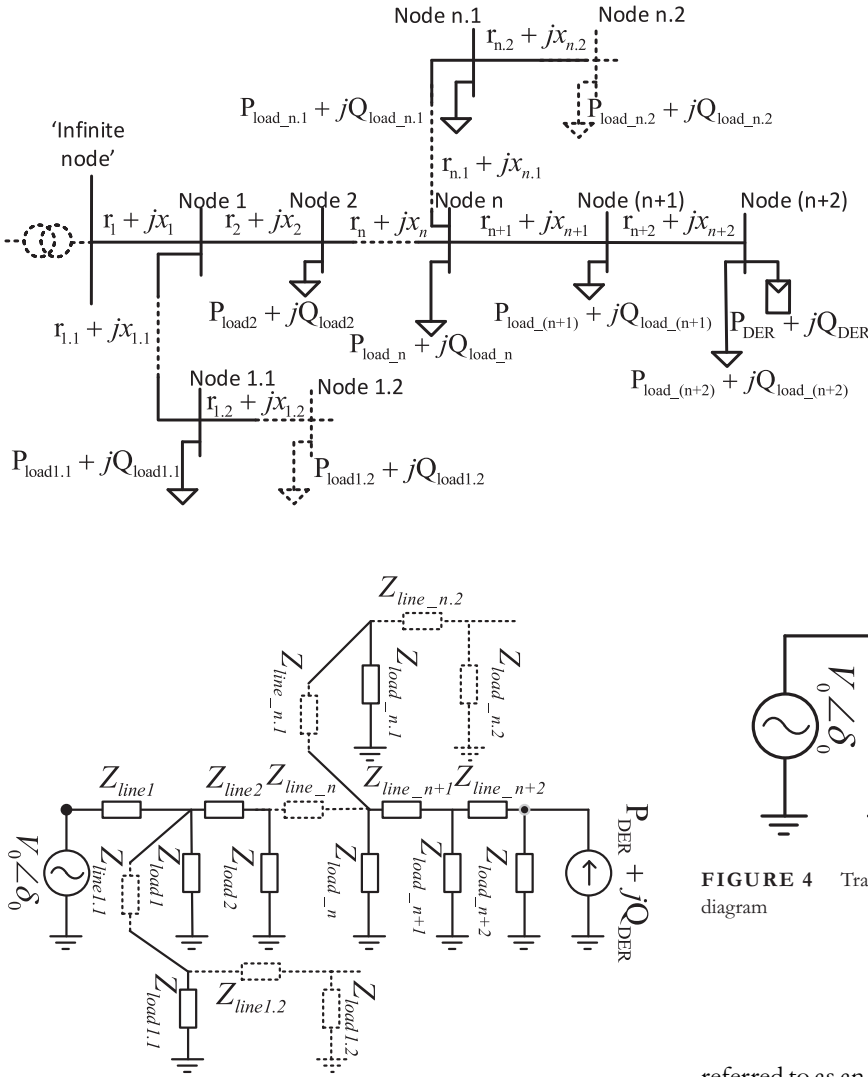 Node n.1
Node n.2
r_n.2 + jx_n.2
P_load_n.1 + jQ_load_n.1
P_load_n.2 + jQ_load_n.2
'Infinite
node'
r_n.1 + jx_n.1
Node 1
Node 2
Node n
Node (n+1)
Node (n+2)
r_1 + jx_1
r_2 + jx_2
r_n + jx_n
r_n+1 + jx_n+1
r_n+2 + jx_n+2
P_load2 + jQ_load2
P_load_n + jQ_load_n
P_load_(n+1) + jQ_load_(n+1)
P_DER + jQ_DER
r_1.1 + jx_1.1
P_load_(n+2) + jQ_load_(n+2)
Node 1.1
Node 1.2
r_1.2 + jx_1.2
P_load1.1 + jQ_load1.1
P_load1.2 + jQ_load1.2
Z_line_n.2
Z_line_n.1
Z_load_n.1
Z_load_n.2
Z_line1
Z_line2
Z_line_n
Z_line_n+1
Z_line_n+2
V_0∠δ_0
Z_line1.1
Z_load1
Z_load2
Z_load_n
Z_load_n+1
Z_load_n+2
P_DER + jQ_DER
Z_load1.1
Z_line1.2
Z_load1.2
V_0∠δ_0
FIGURE 4 Tra
diagram
referred to as an